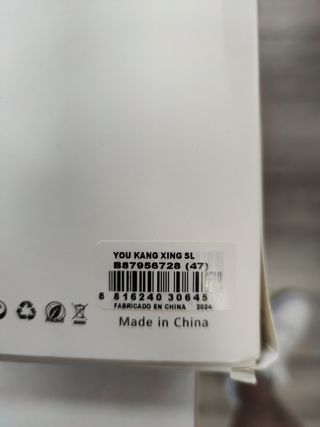 YOU KANG XING SL
B87956728 (47)
8 816240 30645
FABRICADO EN CHINA 2024
Made in China